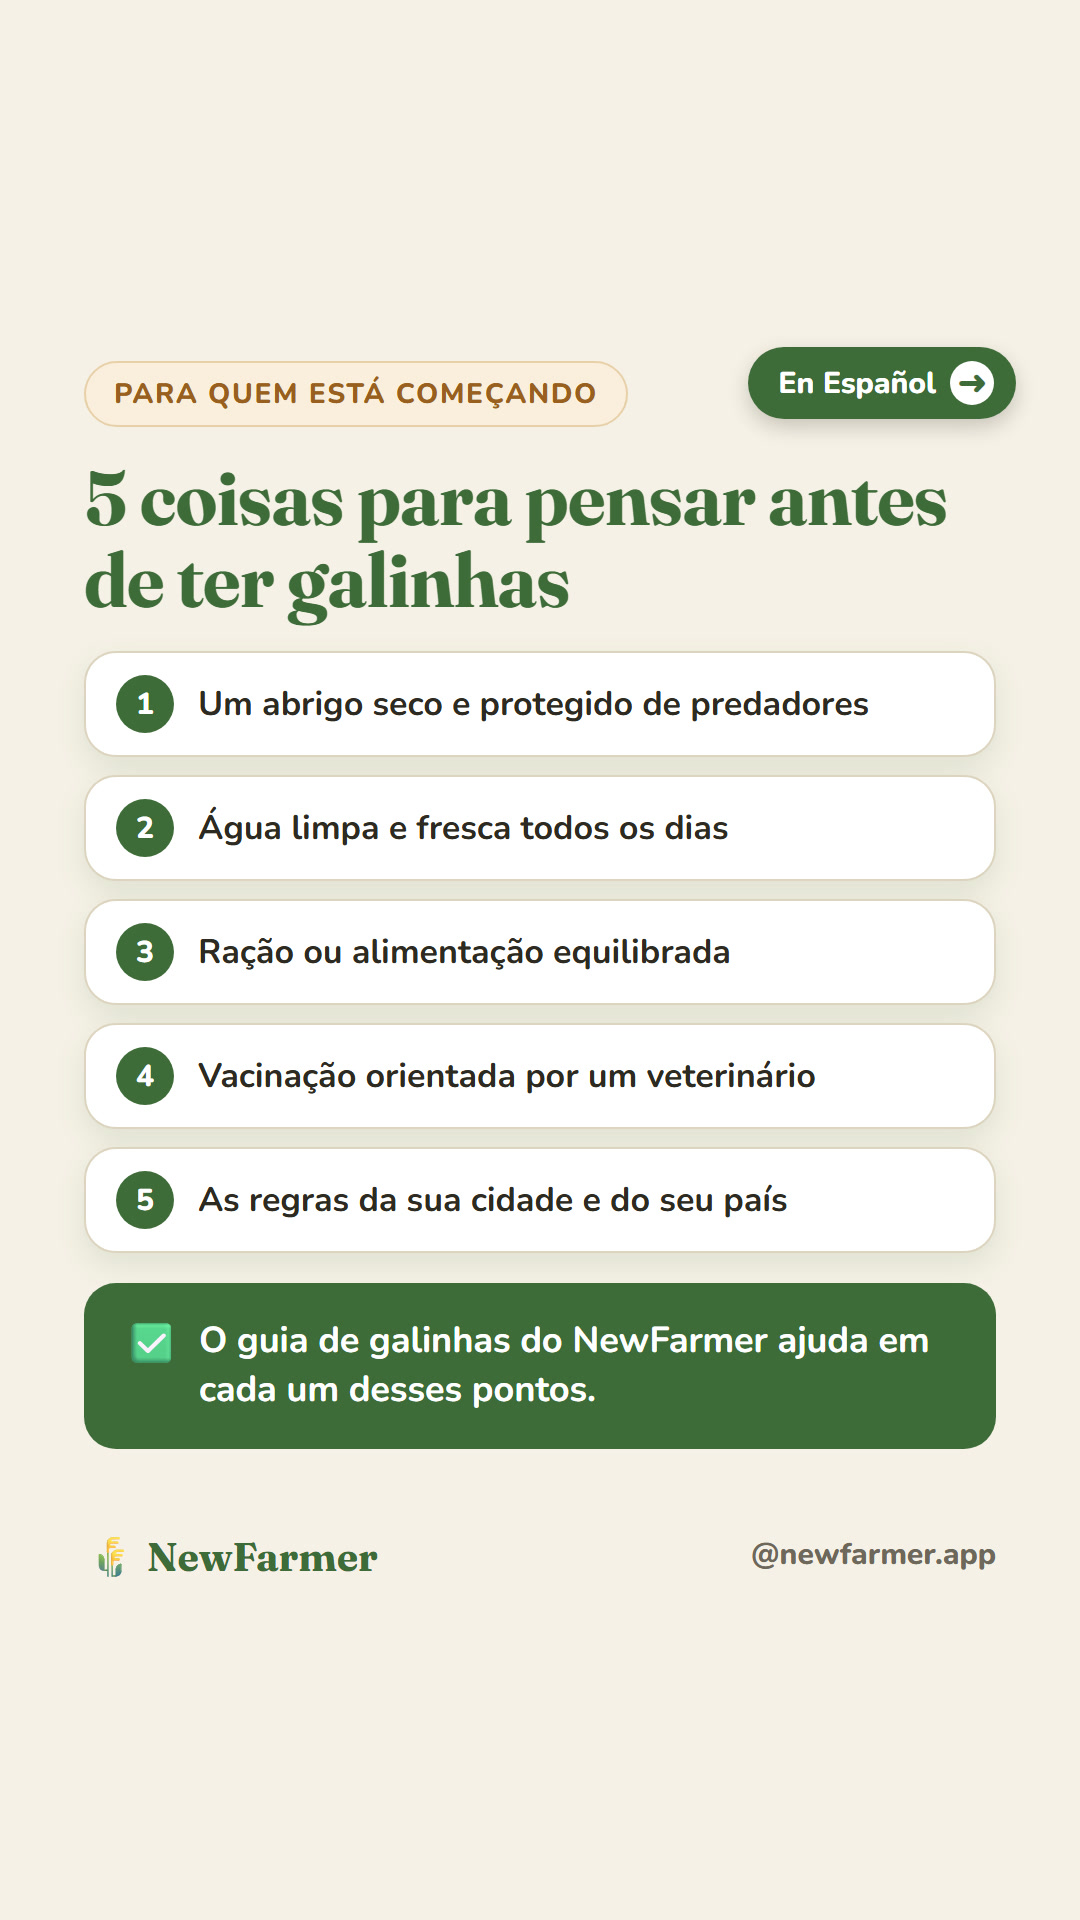 PARA QUEM ESTÁ COMEÇANDO
En Español
5 coisas para pensar antes
de ter galinhas
1 Um abrigo seco e protegido de predadores
2 Água limpa e fresca todos os dias
3 Ração ou alimentação equilibrada
4 Vacinação orientada por um veterinário
5 As regras da sua cidade e do seu país
O guia de galinhas do NewFarmer ajuda em
cada um desses pontos.
NewFarmer
@newfarmer.app